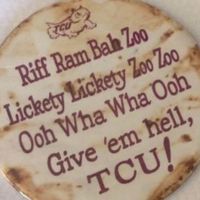 TCU
Riff Ram Bah Zoo
Lickety Lickety Zoo Zoo
Ooh Wha Wha Ooh
Give 'em hell,
TCU!